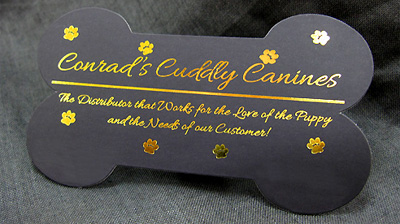 Conrad's Cuddly Canines
The Distributor that Works for the Love of the Puppy
and the Needs of our Customer!